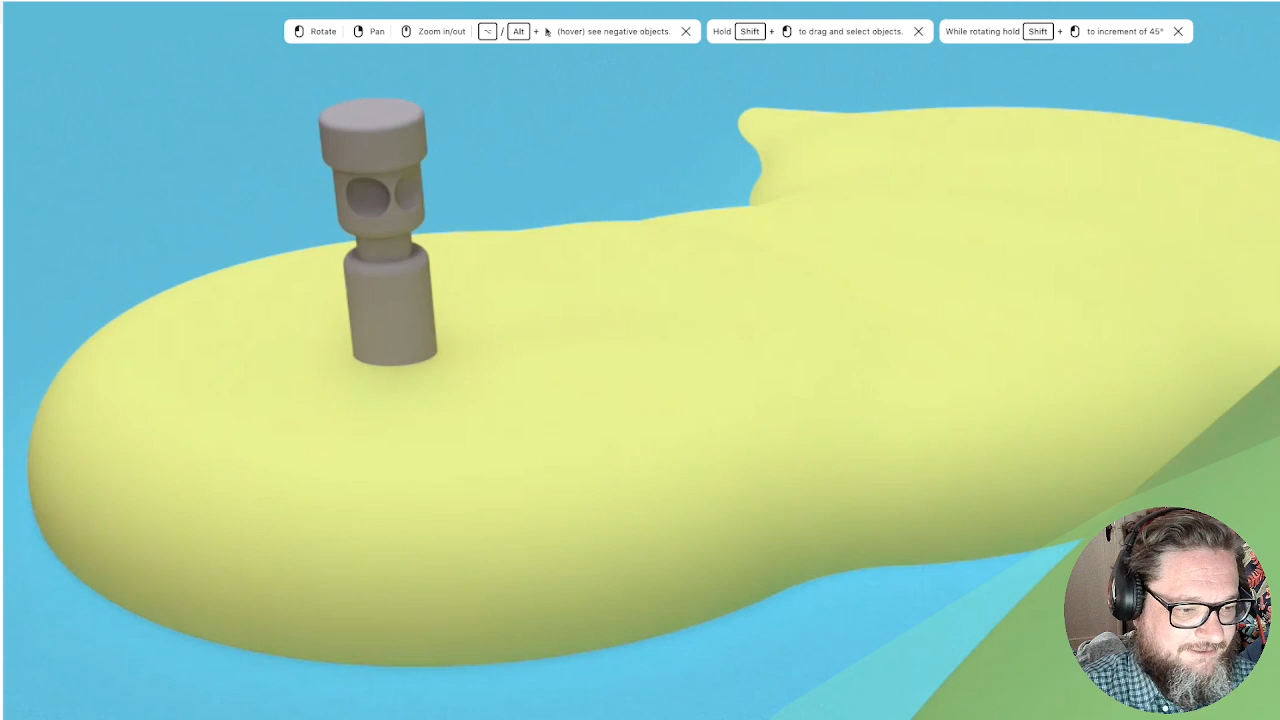 Rotate Pan Zoom in/out ⌥ / Alt + (hover) see negative objects.
Hold Shift + to drag and select objects.
While rotating hold Shift + to increment of 45°